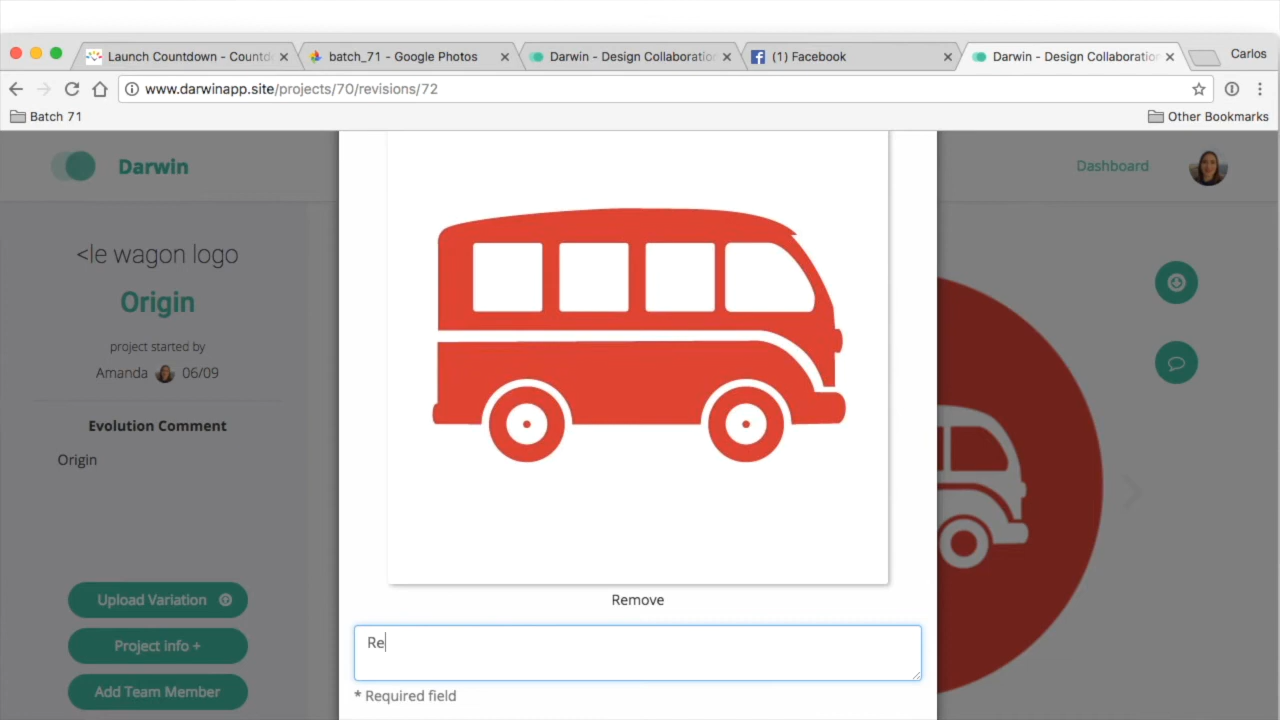 Launch Countdown - Countd
batch_71 - Google Photos
Darwin - Design Collaboration
(1) Facebook
Darwin - Design Collaboration
Carlos
www.darwinapp.site/projects/70/revisions/72
Batch 71
Other Bookmarks
Darwin
Dashboard
<le wagon logo
Origin
project started by
Amanda 06/09
Evolution Comment
Origin
Upload Variation
Project info +
Add Team Member
Remove
Re
* Required field